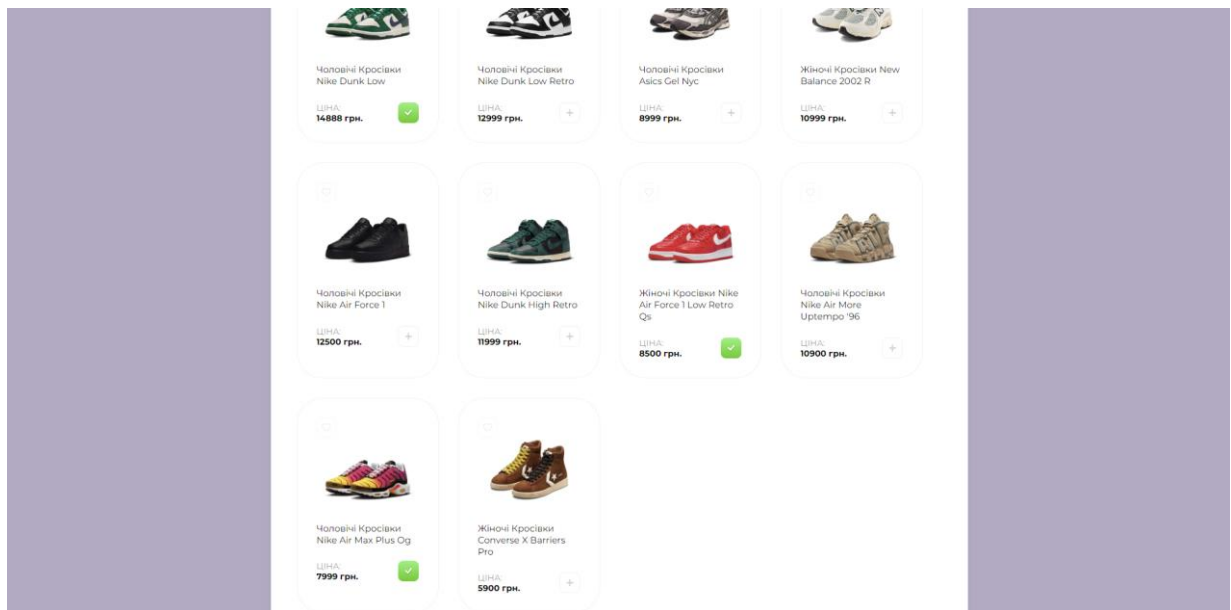 Чоловічі Кросівки
Nike Dunk Low
ЦІНА:
14888 грн.
Чоловічі Кросівки
Nike Dunk Low Retro
ЦІНА:
12999 грн.
Чоловічі Кросівки
Asics Gel Nyc
ЦІНА:
8999 грн.
Жіночі Кросівки New
Balance 2002 R
ЦІНА:
10999 грн.
Чоловічі Кросівки
Nike Air Force 1
ЦІНА:
12500 грн.
Чоловічі Кросівки
Nike Dunk High Retro
ЦІНА:
11999 грн.
Жіночі Кросівки Nike
Air Force 1 Low Retro
Qs
ЦІНА:
8500 грн.
Чоловічі Кросівки
Nike Air More
Uptempo '96
ЦІНА:
10900 грн.
Чоловічі Кросівки
Nike Air Max Plus Og
ЦІНА:
7999 грн.
Жіночі Кросівки
Converse X Barriers
Pro
ЦІНА:
5900 грн.